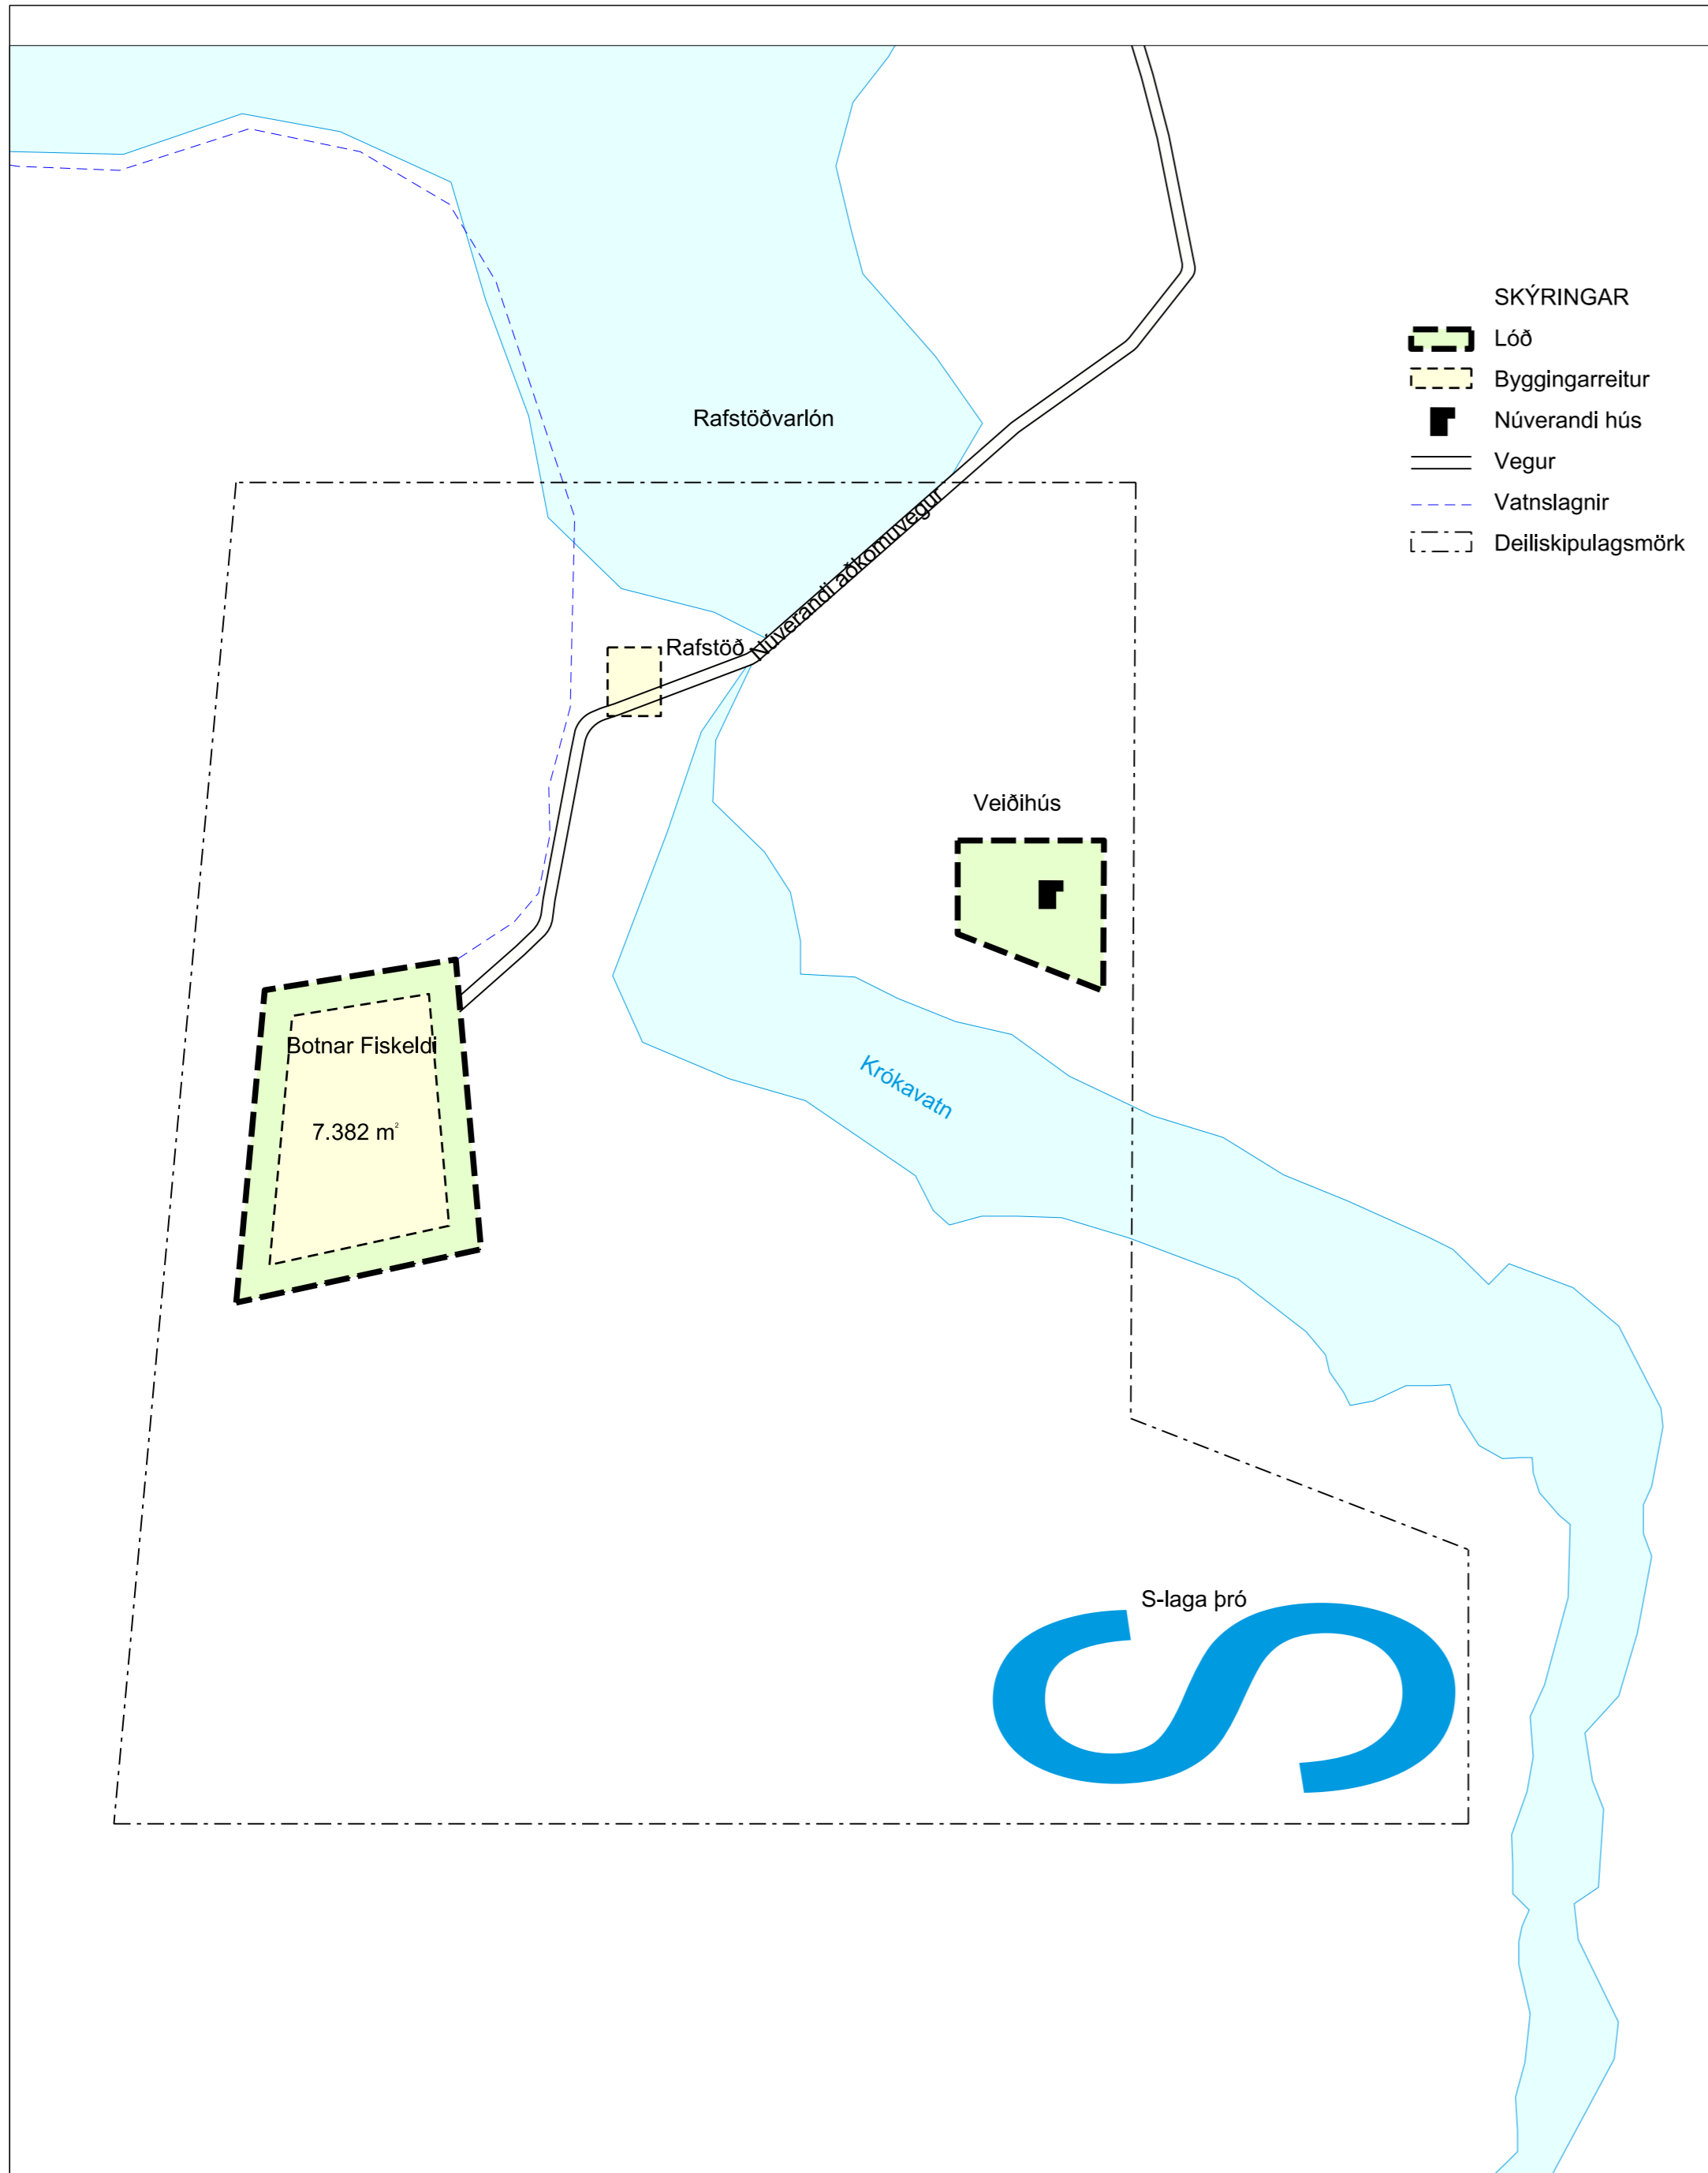 SKÝRINGAR
Lóð
Byggingarreitur
Núverandi hús
Vegur
Vatnslagnir
Deiliskipulagsmörk
Rafstöðvarlón
Núverandi aðkomuvegur
Rafstöð
Veiðihús
Botnar Fiskeldi
7.382 m²
Krókavatn
S-laga þró